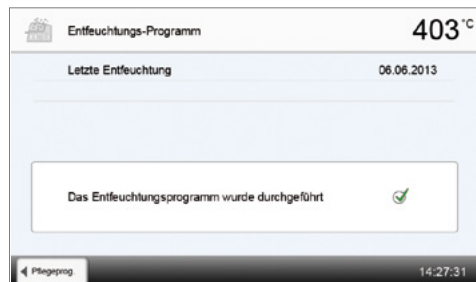 Entfeuchtungs-Programm 403 °C
Letzte Entfeuchtung 06.06.2013
Das Entfeuchtungsprogramm wurde durchgeführt
Pflegeprog. 14:27:31